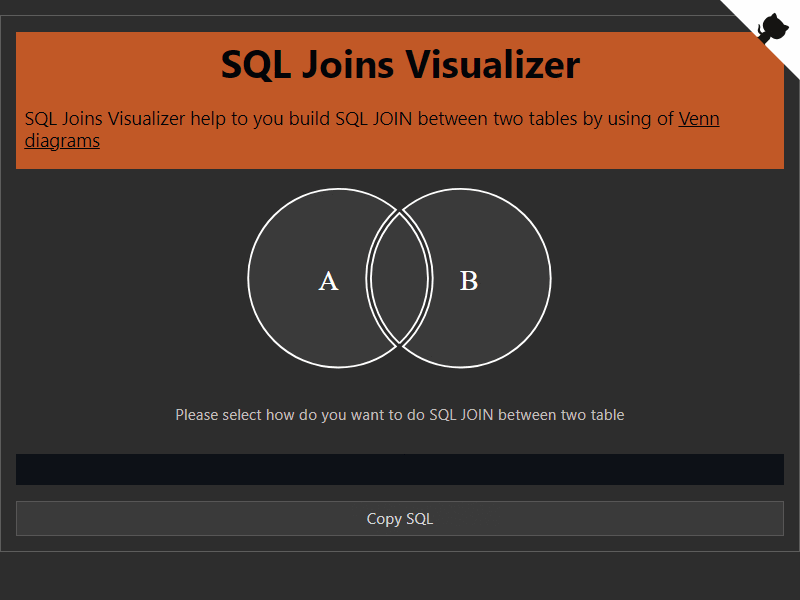 SQL Joins Visualizer
SQL Joins Visualizer help to you build SQL JOIN between two tables by using of Venn
diagrams
A B
Please select how do you want to do SQL JOIN between two table
Copy SQL